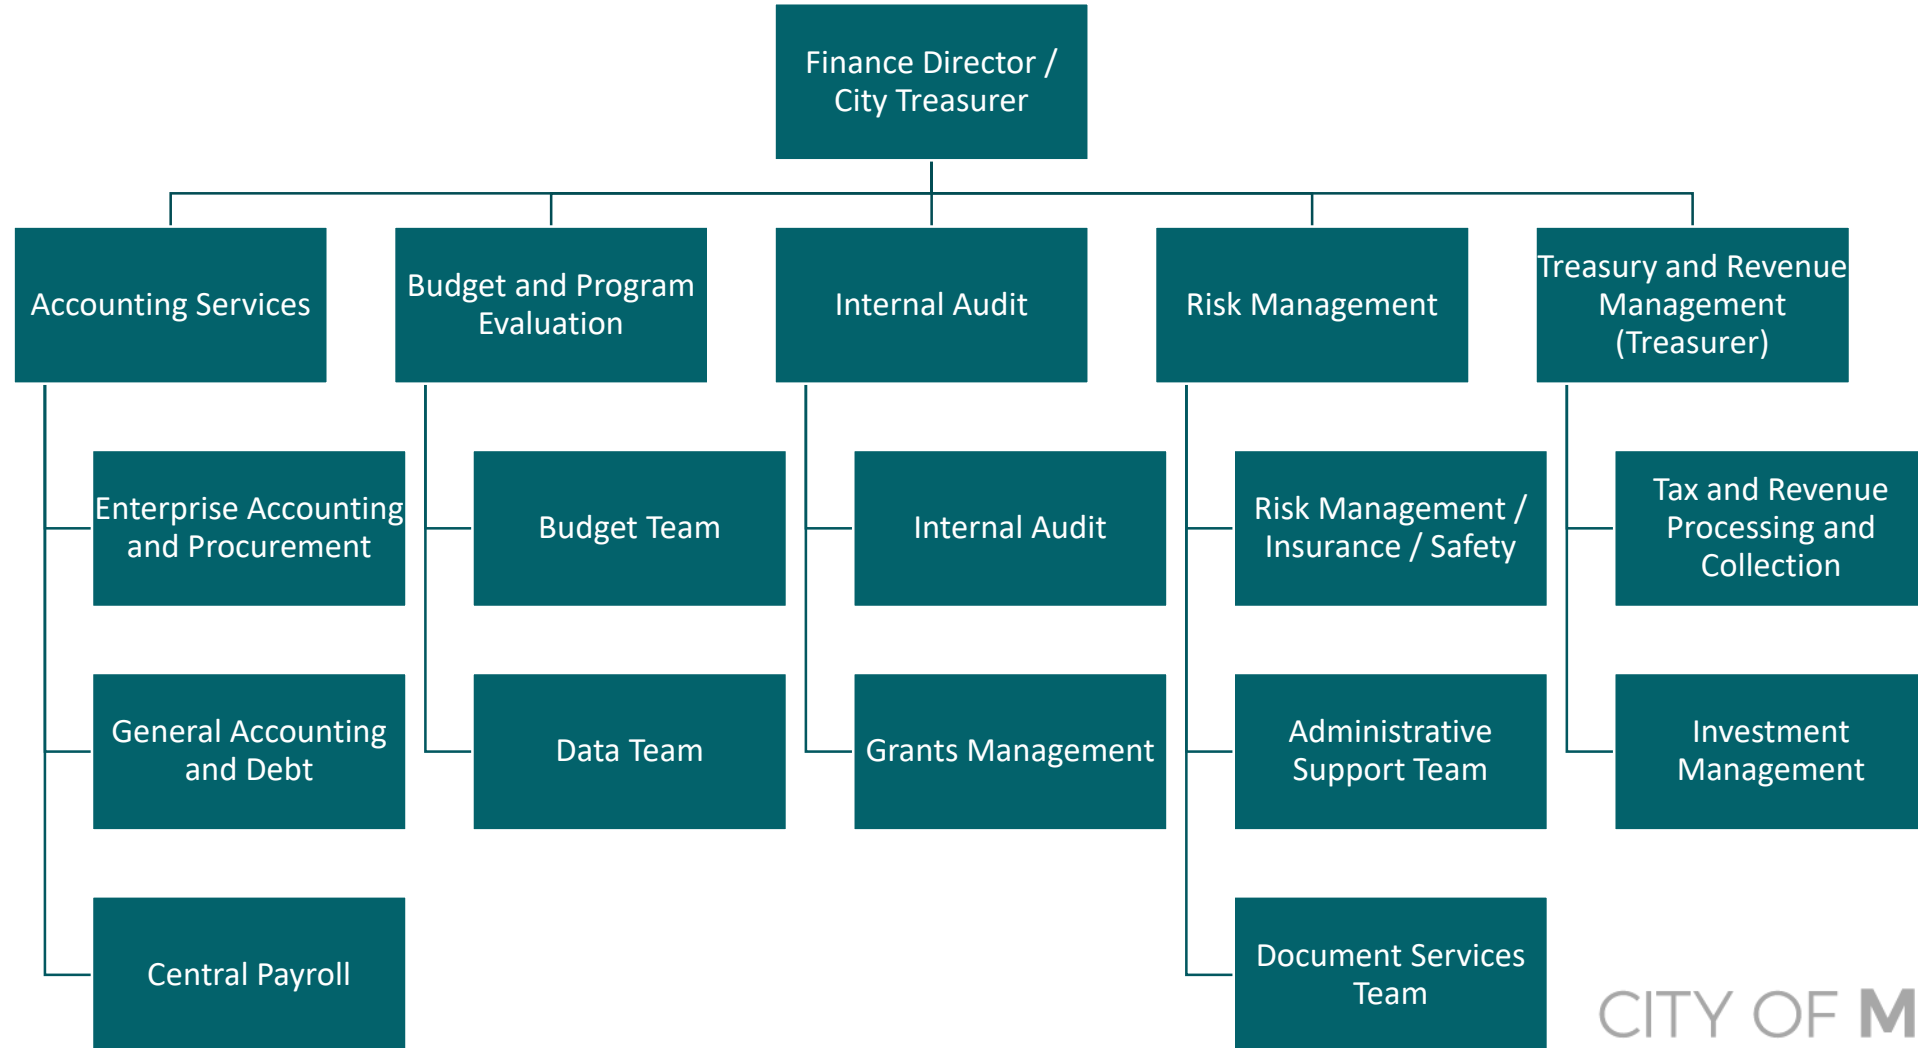 Finance Director /
City Treasurer
Accounting Services
Budget and Program
Evaluation
Internal Audit
Risk Management
Treasury and Revenue
Management
(Treasurer)
Enterprise Accounting
and Procurement
Budget Team
Internal Audit
Risk Management /
Insurance / Safety
Tax and Revenue
Processing and
Collection
General Accounting
and Debt
Data Team
Grants Management
Administrative
Support Team
Investment
Management
Central Payroll
Document Services
Team
CITY OF M